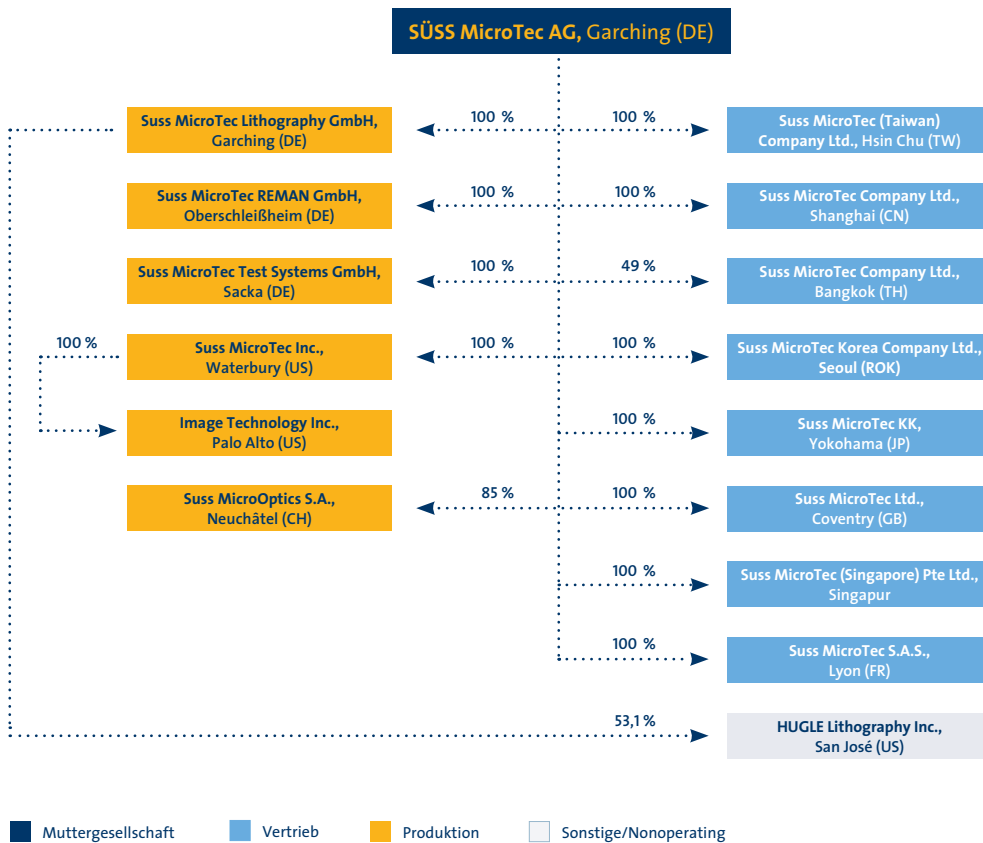 SÜSS MicroTec AG, Garching (DE)
Suss MicroTec Lithography GmbH,
Garching (DE)
100 %
100 %
Suss MicroTec (Taiwan)
Company Ltd., Hsin Chu (TW)
Suss MicroTec REMAN GmbH,
Oberschleißheim (DE)
100 %
100 %
Suss MicroTec Company Ltd.,
Shanghai (CN)
Suss MicroTec Test Systems GmbH,
Sacka (DE)
100 %
49 %
Suss MicroTec Company Ltd.,
Bangkok (TH)
100 %
Suss MicroTec Inc.,
Waterbury (US)
100 %
100 %
Suss MicroTec Korea Company Ltd.,
Seoul (ROK)
Image Technology Inc.,
Palo Alto (US)
100 %
Suss MicroTec KK,
Yokohama (JP)
Suss MicroOptics S.A.,
Neuchâtel (CH)
85 %
100 %
Suss MicroTec Ltd.,
Coventry (GB)
100 %
Suss MicroTec (Singapore) Pte Ltd.,
Singapur
100 %
Suss MicroTec S.A.S.,
Lyon (FR)
53,1 %
HUGLE Lithography Inc.,
San José (US)
Muttergesellschaft
Vertrieb
Produktion
Sonstige/Nonoperating